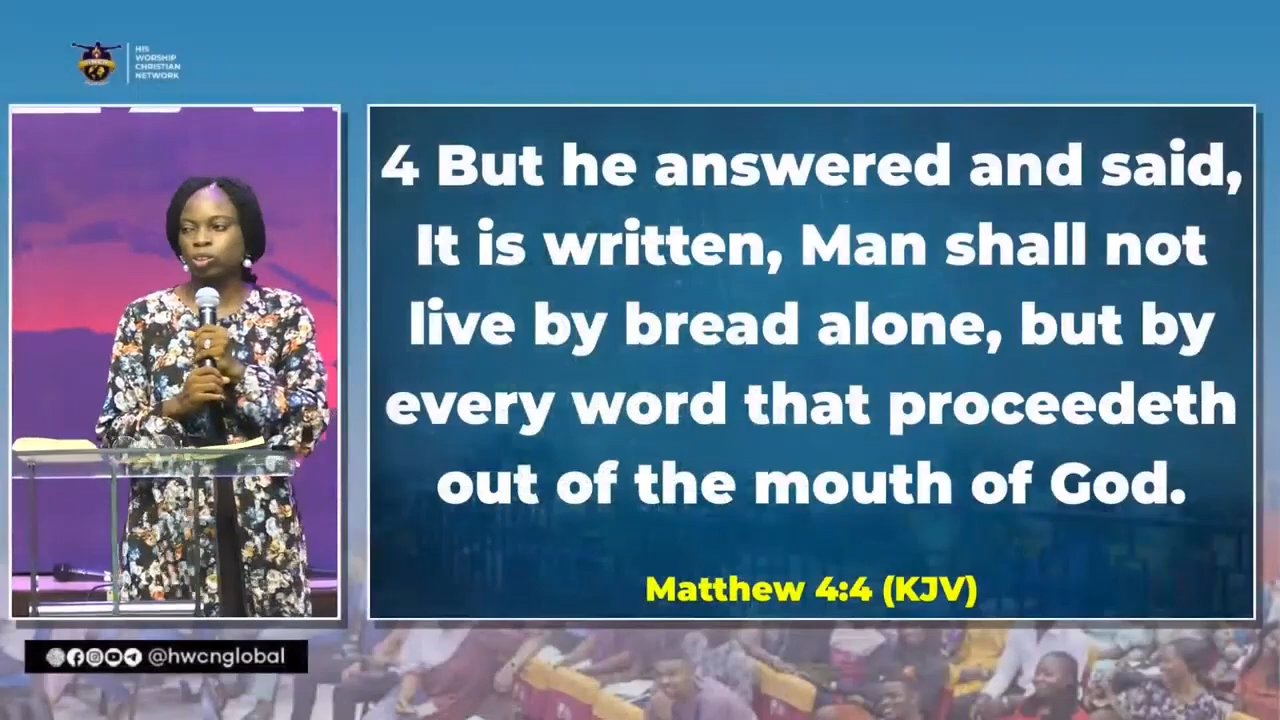 HIS
WORSHIP
CHRISTIAN
NETWORK
4 But he answered and said,
It is written, Man shall not
live by bread alone, but by
every word that proceedeth
out of the mouth of God.
Matthew 4:4 (KJV)
@hwcnglobal